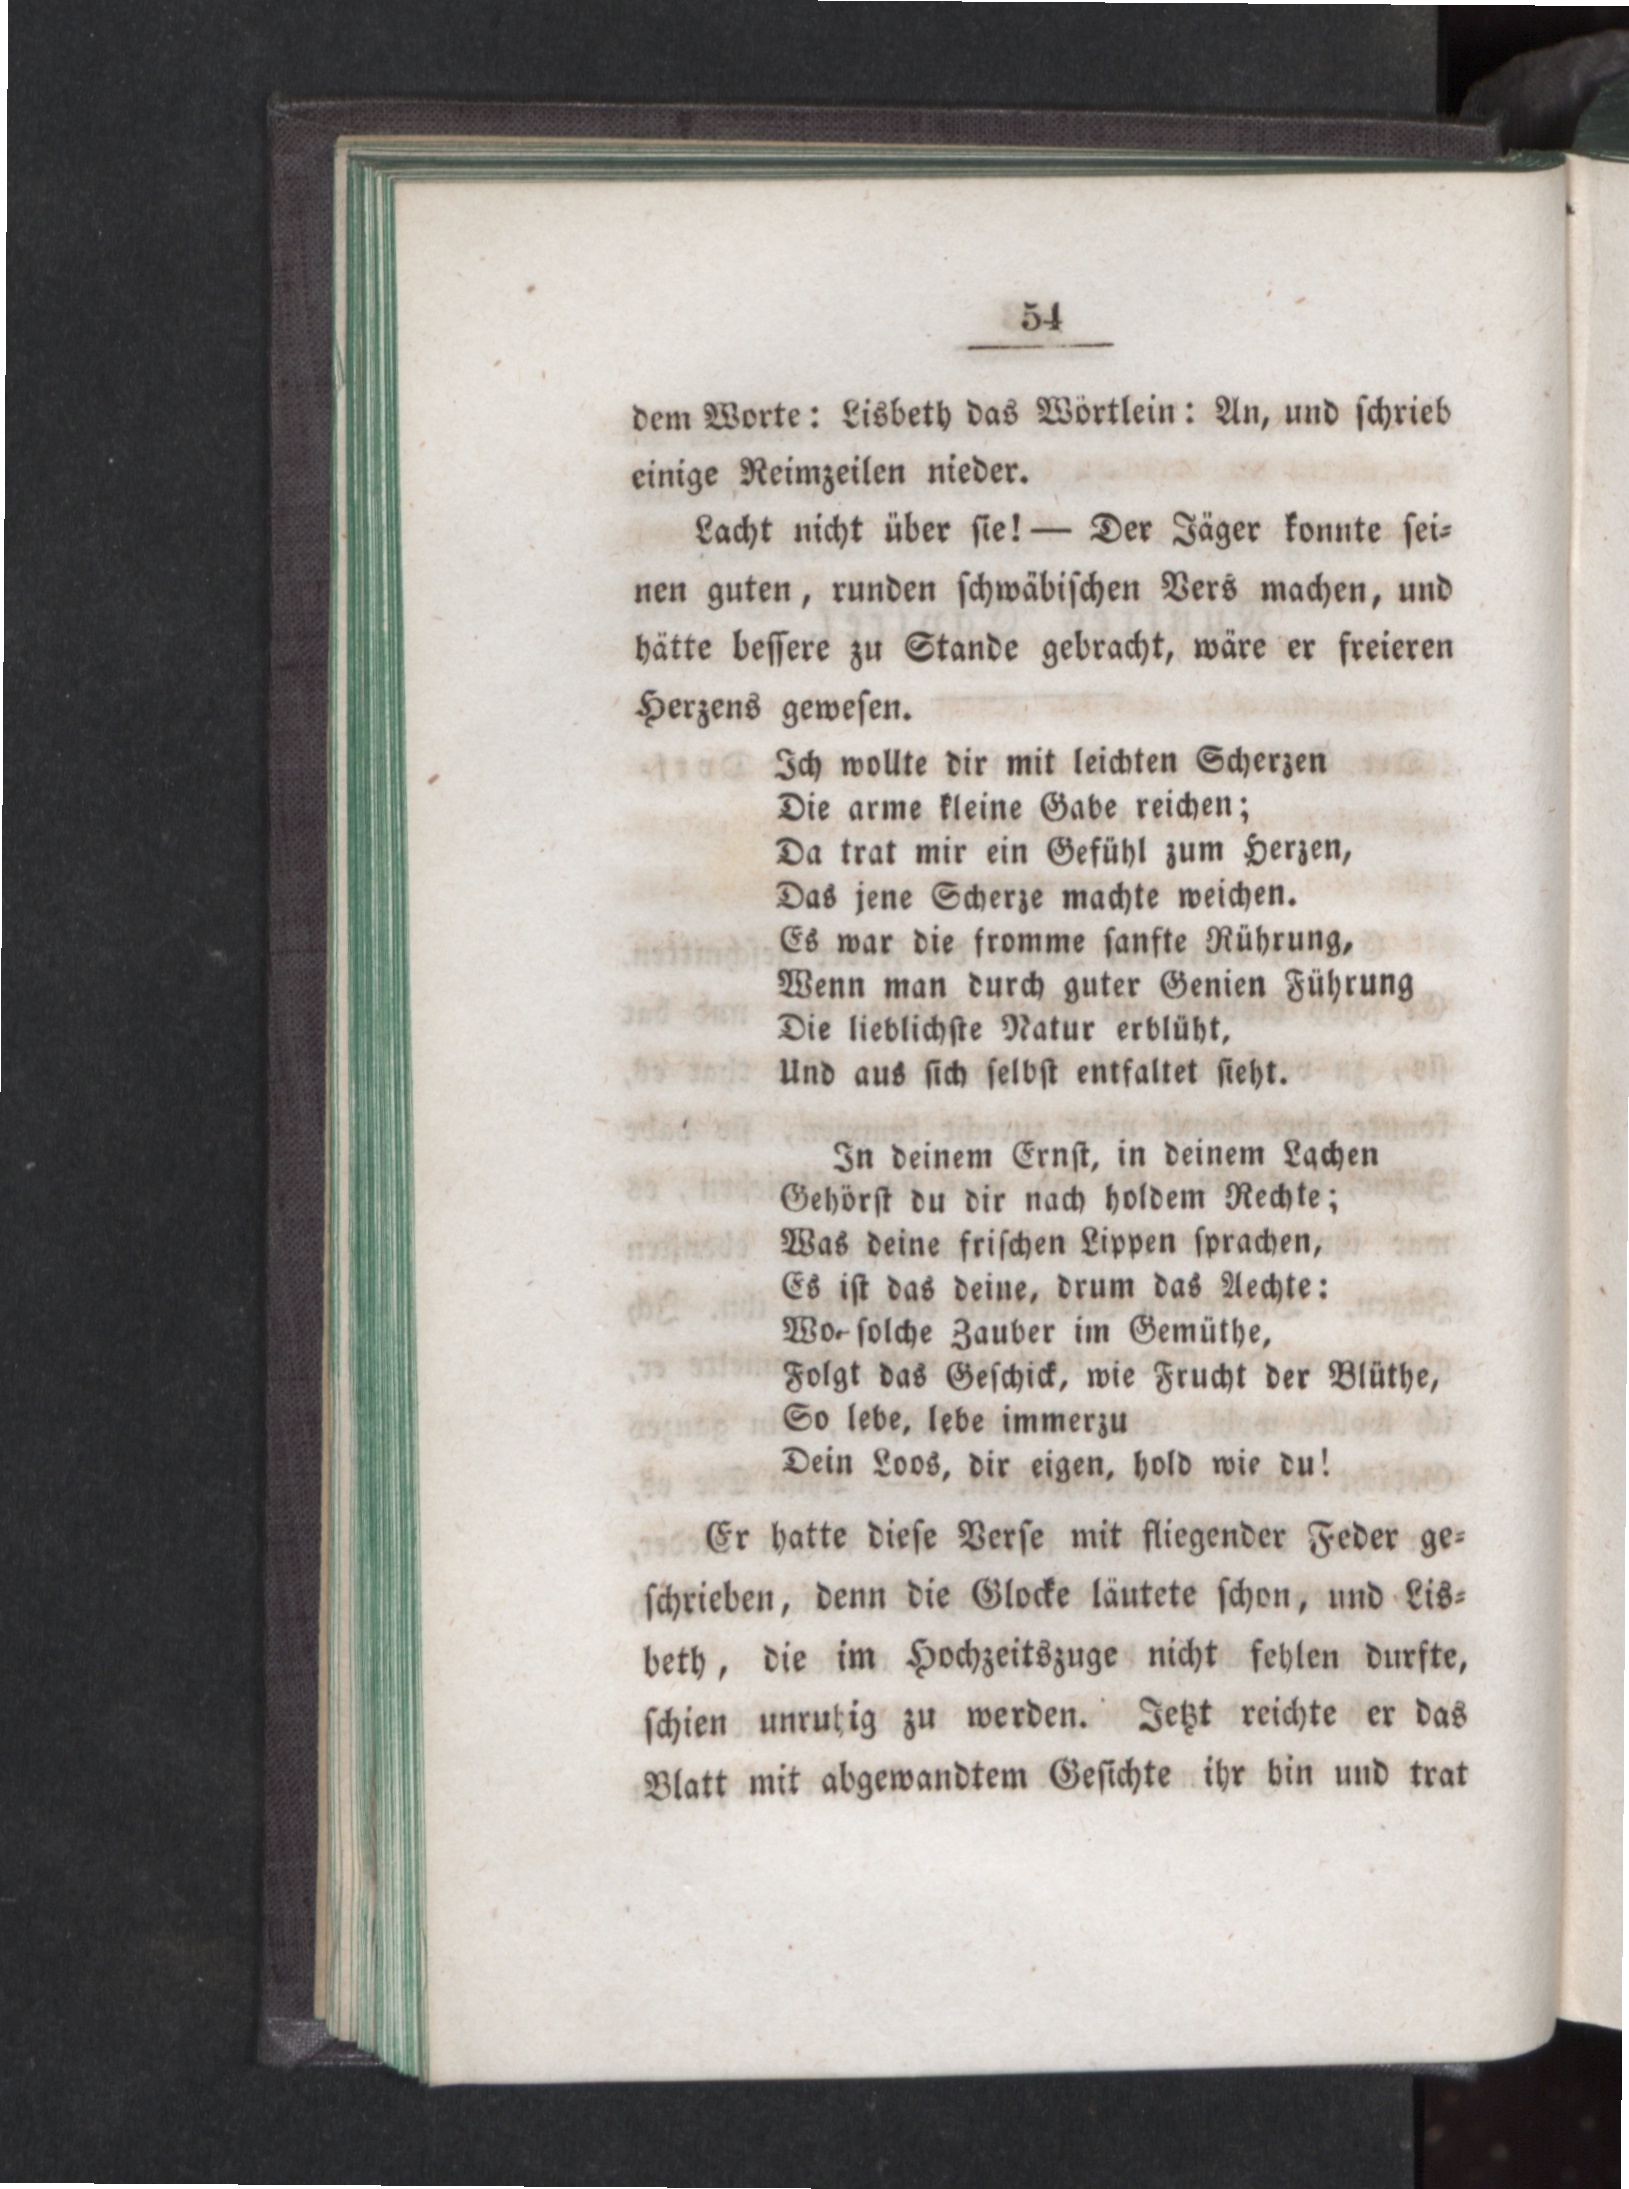 54
dem Worte: Lisbeth das Wörtlein: An, und ſchrieb
einige Reimzeilen nieder.
Lacht nicht über ſie! — Der Jäger konnte ſei⸗
nen guten, runden ſchwäbiſchen Vers machen, und
hätte beſſere zu Stande gebracht, wäre er freieren
Herzens geweſen.
Ich wollte dir mit leichten Scherzen
Die arme kleine Gabe reichen;
Da trat mir ein Gefühl zum Herzen,
Das jene Scherze machte weichen.
Es war die fromme ſanfte Rührung,
Wenn man durch guter Genien Führung
Die lieblichſte Natur erblüht,
Und aus ſich ſelbſt entfaltet ſieht.
In deinem Ernſt, in deinem Lachen
Gehörſt du dir nach holdem Rechte;
Was deine friſchen Lippen ſprachen,
Es iſt das deine, drum das Aechte:
Wo ſolche Zauber im Gemüthe,
Folgt das Geſchick, wie Frucht der Blüthe,
So lebe, lebe immerzu
Dein Loos, dir eigen, hold wie du!
Er hatte dieſe Verſe mit fliegender Feder ge⸗
ſchrieben, denn die Glocke läutete ſchon, und Lis⸗
beth, die im Hochzeitszuge nicht fehlen durfte,
ſchien unruhig zu werden. Jetzt reichte er das
Blatt mit abgewandtem Geſichte ihr hin und trat